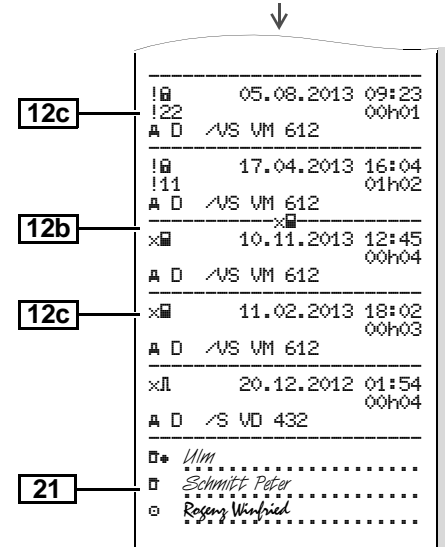 !🔒 05.08.2013 09:23
12c
!22 00h01
D /VS VM 612
!🔒 17.04.2013 16:04
!11 01h02
D /VS VM 612
12b
× 10.11.2013 12:45
00h04
D /VS VM 612
12c
× 11.02.2013 18:02
00h03
D /VS VM 612
× 20.12.2012 01:54
00h04
D /S VD 432
Ulm
21
Schmitt Peter
Rogenz Winfried